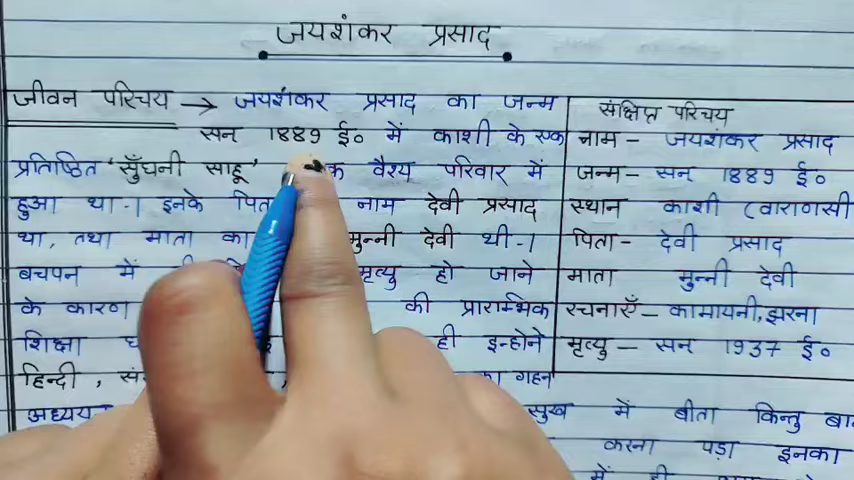 जयशंकर प्रसाद
जीवन परिचय → जयशंकर प्रसाद का जन्म
सन् 1889 ई० में काशी के एक
प्रतिष्ठित 'सुँघनी साहू' वैश्य परिवार में
हुआ था। इनके नाम देवी प्रसाद
था, तथा माता का मुन्नी देवी थी।
बचपन में मृत्यु हो जाने
के कारण की प्रारम्भिक
शिक्षा ही इन्होने
हिन्दी , गहन
सुख में बीता किन्तु
करना पड़ा इनका
में ही
संक्षिप्त परिचय
नाम - जयशंकर प्रसाद
जन्म - सन 1889 ई०
स्थान काशी (वाराणसी
पिता - देवी प्रसाद
माता मुन्नी देवी
रचनाएँ - कामायनी, झरना
मृत्यु - सन 1937 ई०